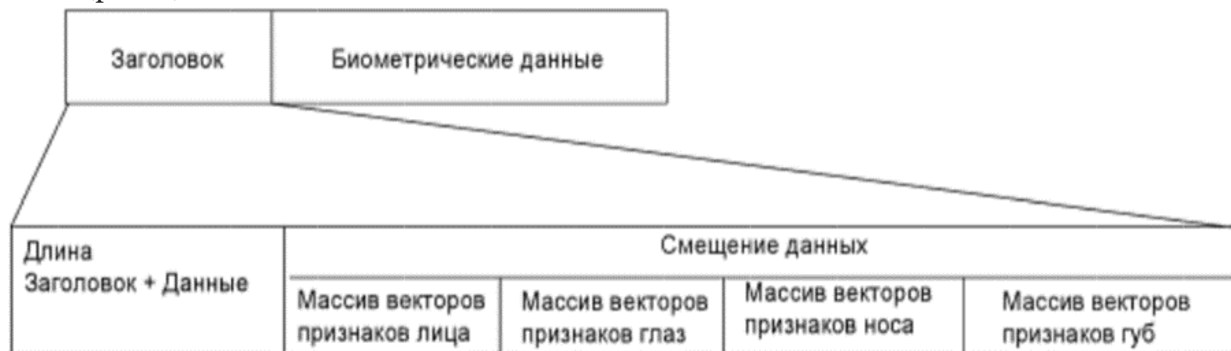 Заголовок
Биометрические данные
Длина
Заголовок + Данные
Смещение данных
Массив векторов
признаков лица
Массив векторов
признаков глаз
Массив векторов
признаков носа
Массив векторов
признаков губ